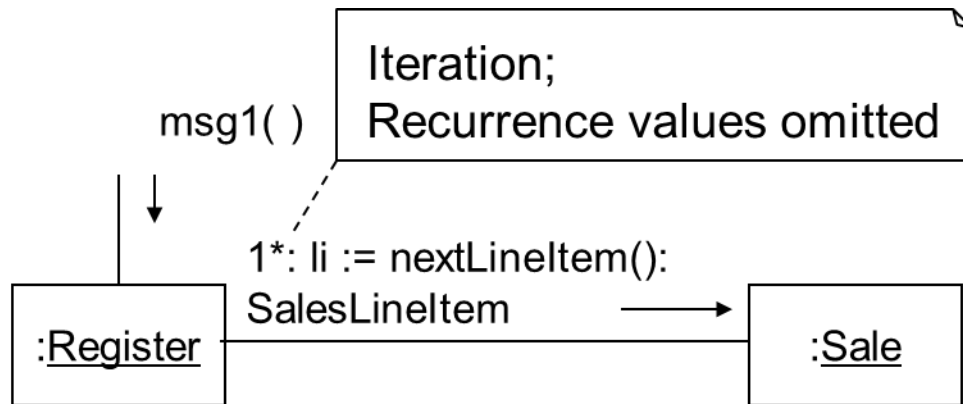 Iteration;
Recurrence values omitted
msg1( )
1*: li := nextLineItem():
SalesLineItem
:Register
:Sale